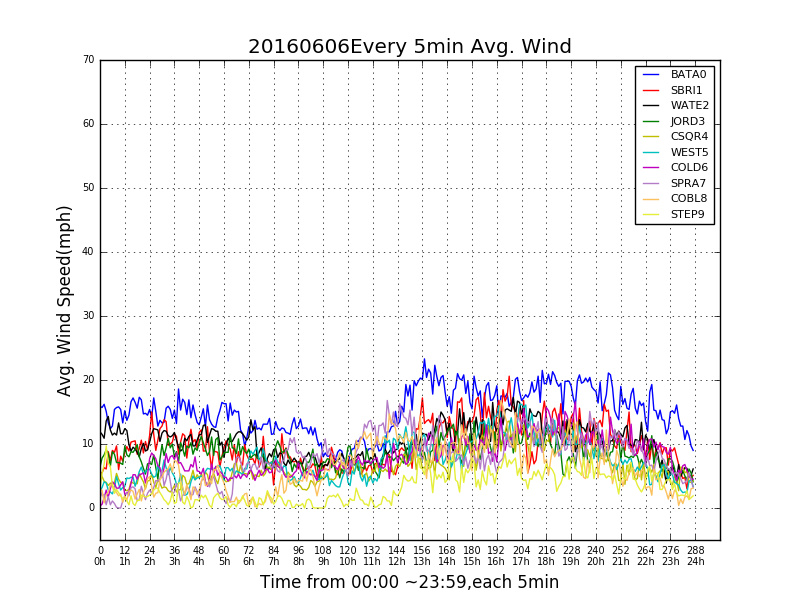 20160606Every 5min Avg. Wind
70
60
50
40
30
20
10
0
Avg. Wind Speed(mph)
BATA0
SBRI1
WATE2
JORD3
CSQR4
WEST5
COLD6
SPRA7
COBL8
STEP9
0 12 24 36 48 60 72 84 96 108 120 132 144 156 168 180 192 204 216 228 240 252 264 276 288
0h 1h 2h 3h 4h 5h 6h 7h 8h 9h 10h 11h 12h 13h 14h 15h 16h 17h 18h 19h 20h 21h 22h 23h 24h
Time from 00:00 ~23:59,each 5min